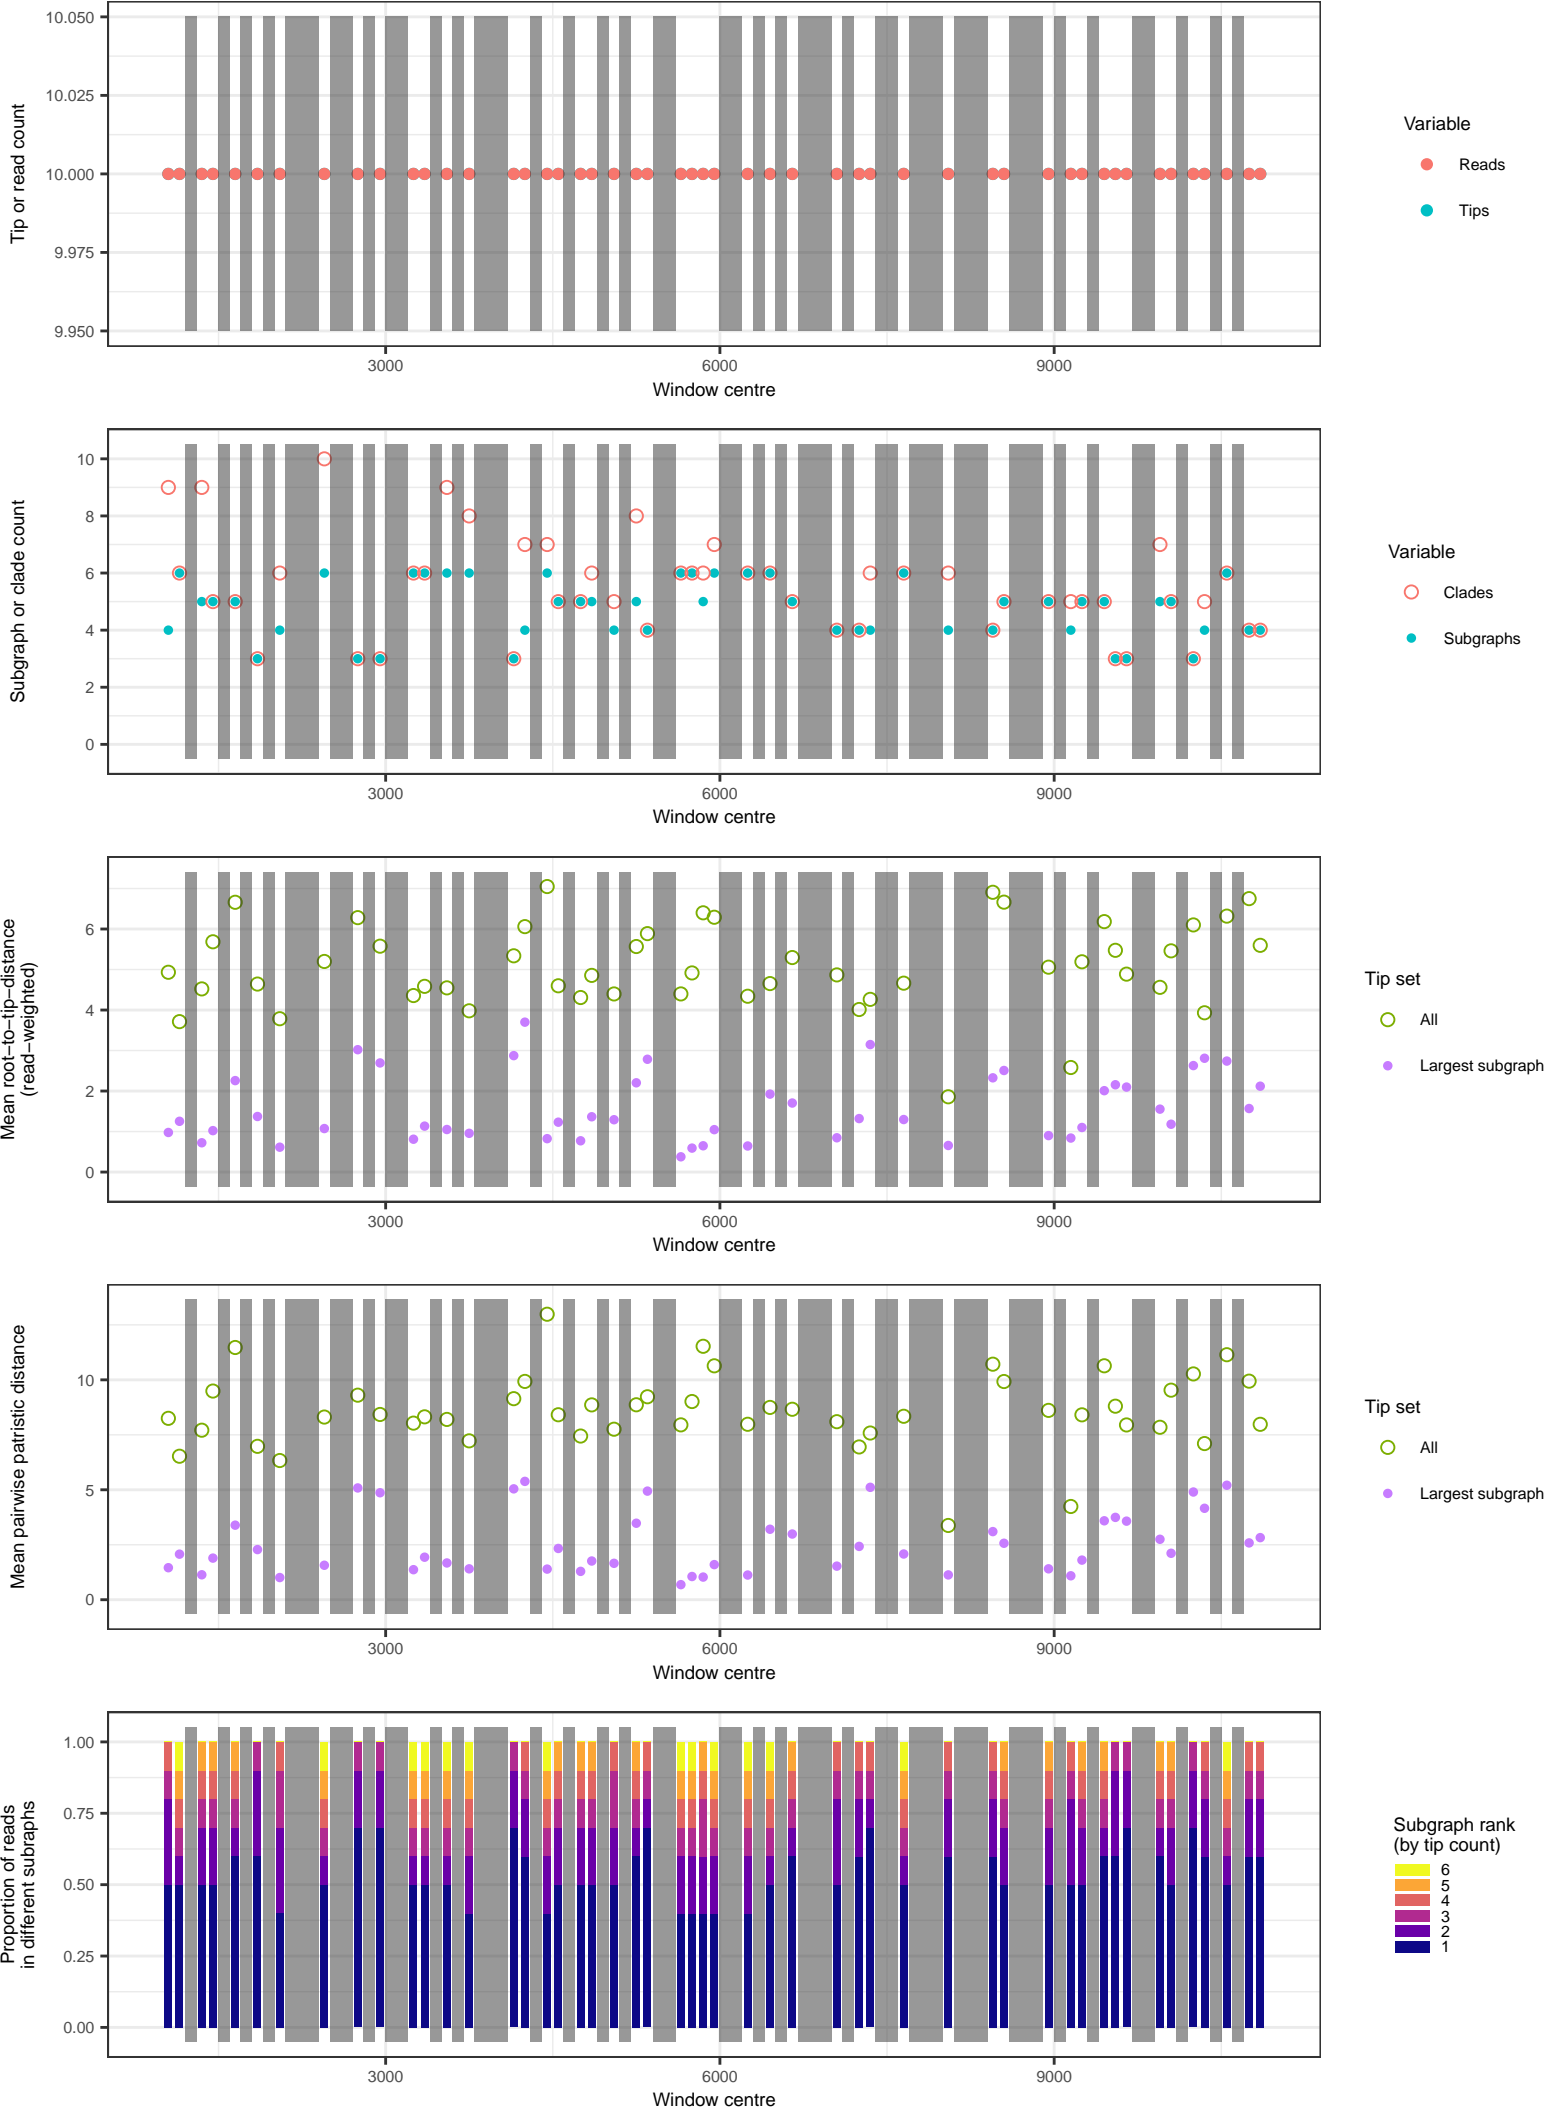 10.050
10.025
10.000
9.975
9.950
Tip or read count
3000 6000 9000
Window centre
Variable
Reads
Tips
10
8
6
4
2
0
Subgraph or clade count
3000 6000 9000
Window centre
Variable
Clades
Subgraphs
6
4
2
0
Mean root−to−tip−distance
(read−weighted)
3000 6000 9000
Window centre
Tip set
All
Largest subgraph
10
5
0
Mean pairwise patristic distance
3000 6000 9000
Window centre
Tip set
All
Largest subgraph
1.00
0.75
0.50
0.25
0.00
Proportion of reads
in different subraphs
3000 6000 9000
Window centre
Subgraph rank
(by tip count)
6
5
4
3
2
1